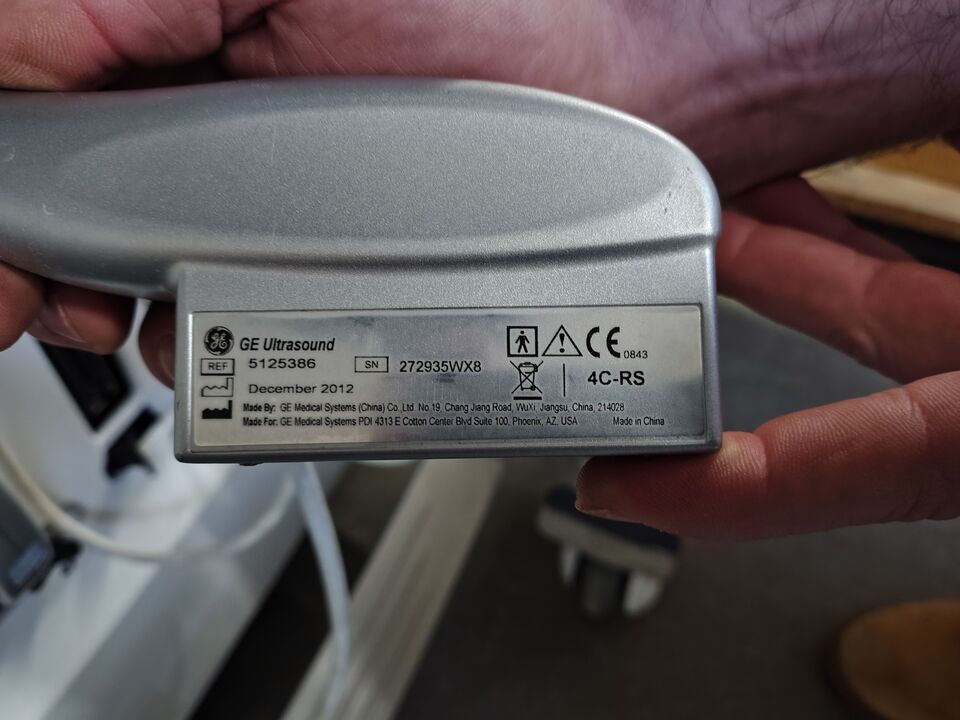 GE Ultrasound
REF 5125386 SN 272935WX8
December 2012
CE 0843
4C-RS
Made By: GE Medical Systems (China) Co.,Ltd. No 19, Chang Jiang Road, WuXi, Jiangsu, China, 214028
Made For: GE Medical Systems PDI 4313 E Cotton Center Blvd Suite 100, Phoenix, AZ, USA Made in China